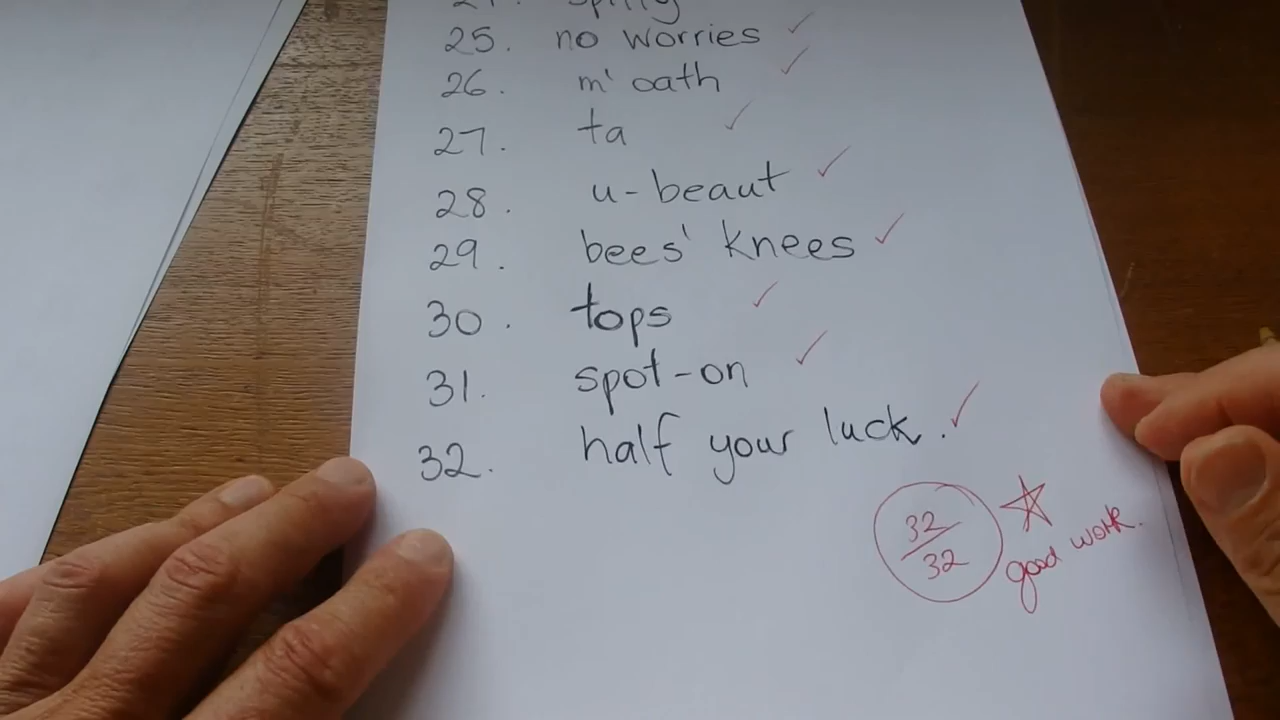 25. no worries
26. m' oath
27. ta
28. u-beaut
29. bees' knees
30. tops
31. spot-on
32. half your luck.
32/32
good work.